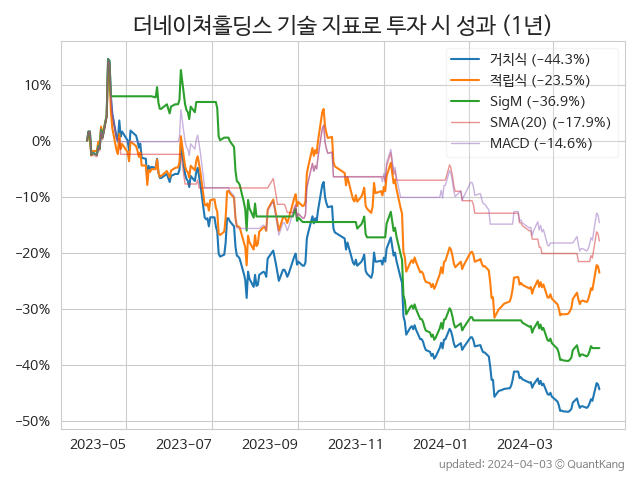 더네이쳐홀딩스 기술 지표로 투자 시 성과 (1년)
거치식 (−44.3%)
적립식 (−23.5%)
SigM (−36.9%)
SMA(20) (−17.9%)
MACD (−14.6%)
10%
0%
−10%
−20%
−30%
−40%
−50%
2023-05 2023-07 2023-09 2023-11 2024-01 2024-03
updated: 2024-04-03 © QuantKang